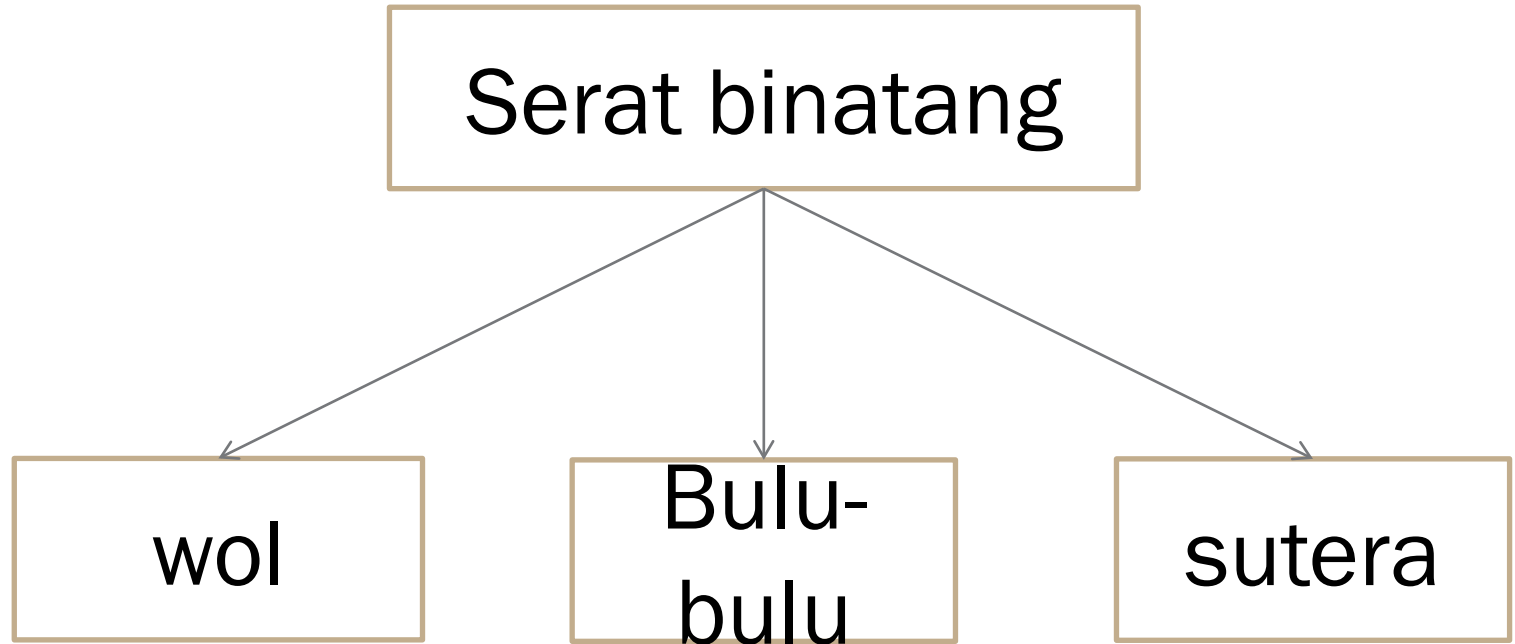 Serat binatang
wol
Bulu-
bulu
sutera